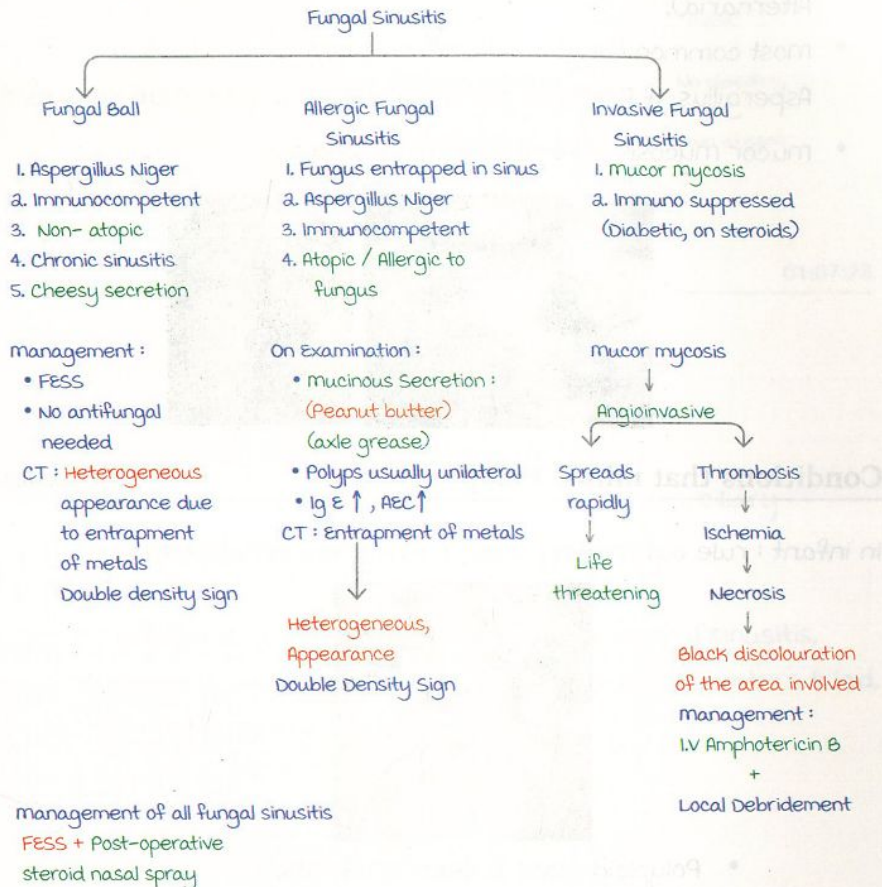 Fungal Sinusitis
Fungal Ball
1. Aspergillus Niger
2. Immunocompetent
3. Non- atopic
4. Chronic sinusitis
5. Cheesy secretion
management :
• FESS
• No antifungal
needed
CT : Heterogeneous
appearance due
to entrapment
of metals
Double density sign
Allergic Fungal
Sinusitis
1. Fungus entrapped in sinus
2. Aspergillus Niger
3. Immunocompetent
4. Atopic / Allergic to
fungus
On Examination :
• Mucinous Secretion :
(Peanut butter)
(axle grease)
• Polyps usually unilateral
• Ig E ↑ , AEC ↑
CT : Entrapment of metals
Heterogeneous,
Appearance
Double Density Sign
Invasive Fungal
Sinusitis
1. mucor mycosis
2. Immuno suppressed
(Diabetic, on steroids)
mucor mycosis
Angioinvasive
Spreads
rapidly
Life
threatening
Thrombosis
Ischemia
Necrosis
Black discolouration
of the area involved
management :
I.V Amphotericin B
+
Local Debridement
management of all fungal sinusitis
FESS + Post-operative
steroid nasal spray